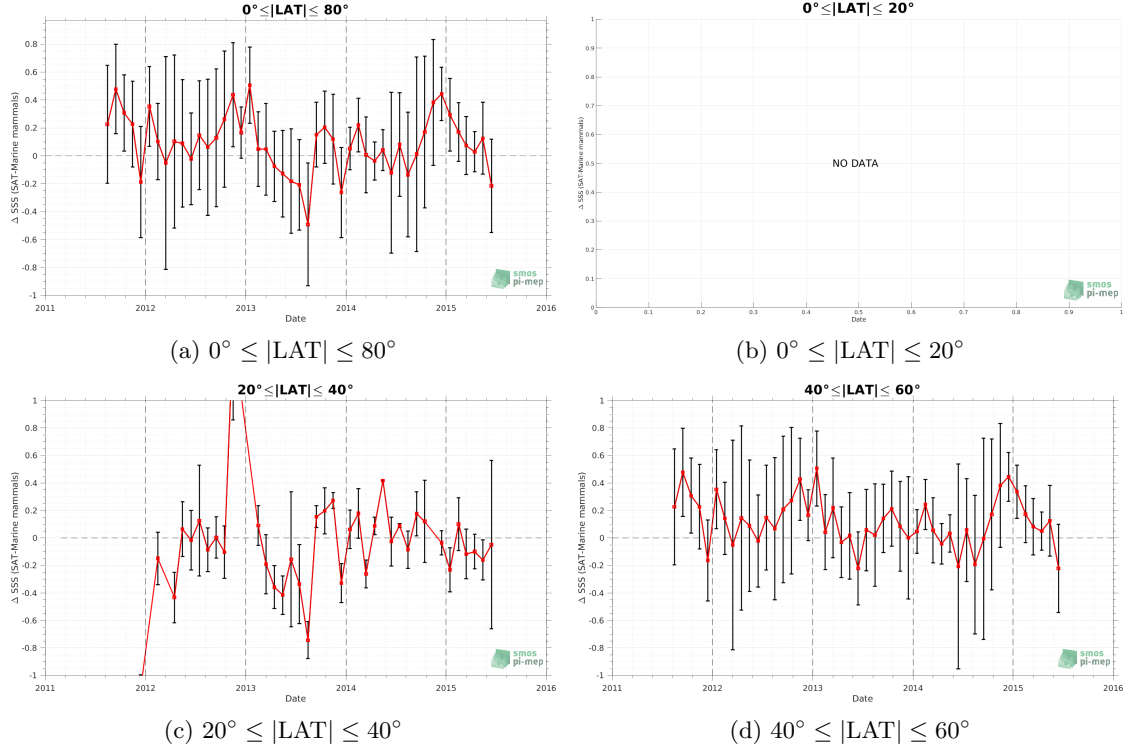 0°≤|LAT|≤ 80°
Δ SSS (SAT-Marine mammals)
0.8
0.6
0.4
0.2
0
-0.2
-0.4
-0.6
-0.8
-1
2011 2012 2013 2014 2015 2016
Date
smos
pi-mep
(a) 0° ≤ |LAT| ≤ 80°
0°≤|LAT|≤ 20°
Δ SSS (SAT-Marine mammals)
1
0.9
0.8
0.7
0.6
0.5
0.4
0.3
0.2
0.1
0
NO DATA
0 0.1 0.2 0.3 0.4 0.5 0.6 0.7 0.8 0.9 1
Date
smos
pi-mep
(b) 0° ≤ |LAT| ≤ 20°
20°≤|LAT|≤ 40°
Δ SSS (SAT-Marine mammals)
1
0.8
0.6
0.4
0.2
0
-0.2
-0.4
-0.6
-0.8
-1
2011 2012 2013 2014 2015 2016
Date
smos
pi-mep
(c) 20° ≤ |LAT| ≤ 40°
40°≤|LAT|≤ 60°
Δ SSS (SAT-Marine mammals)
1
0.8
0.6
0.4
0.2
0
-0.2
-0.4
-0.6
-0.8
-1
2011 2012 2013 2014 2015 2016
Date
smos
pi-mep
(d) 40° ≤ |LAT| ≤ 60°